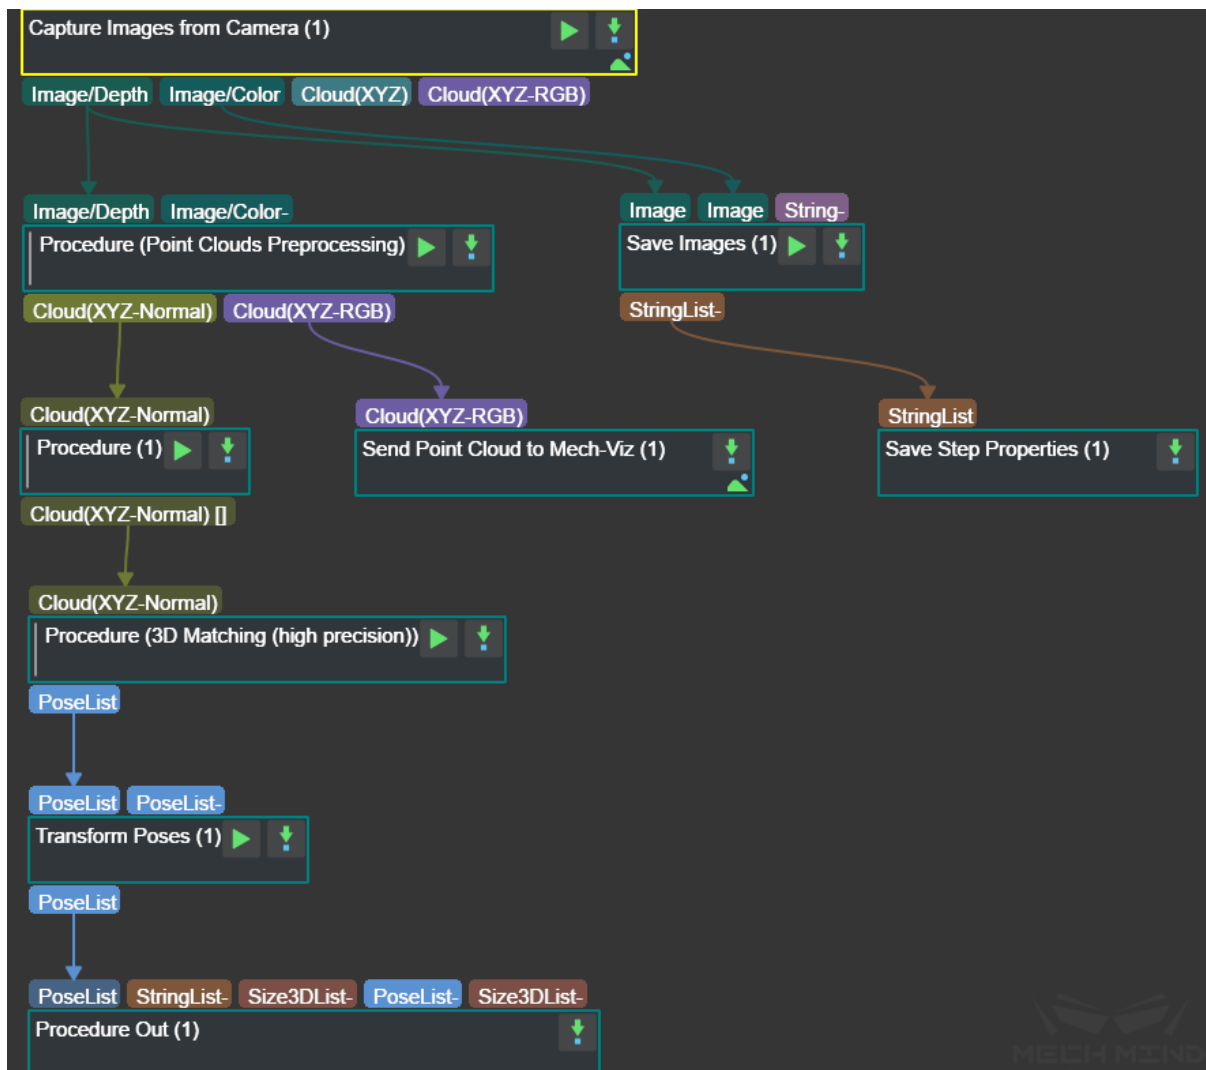 Capture Images from Camera (1)
Image/Depth Image/Color Cloud(XYZ) Cloud(XYZ-RGB)
Image/Depth Image/Color- Image Image String-
Procedure (Point Clouds Preprocessing) Save Images (1)
Cloud(XYZ-Normal) Cloud(XYZ-RGB) StringList-
Cloud(XYZ-Normal) Cloud(XYZ-RGB) StringList
Procedure (1) Send Point Cloud to Mech-Viz (1) Save Step Properties (1)
Cloud(XYZ-Normal) []
Cloud(XYZ-Normal)
Procedure (3D Matching (high precision))
PoseList
PoseList PoseList-
Transform Poses (1)
PoseList
PoseList StringList- Size3DList- PoseList- Size3DList-
Procedure Out (1)
MECH MIND